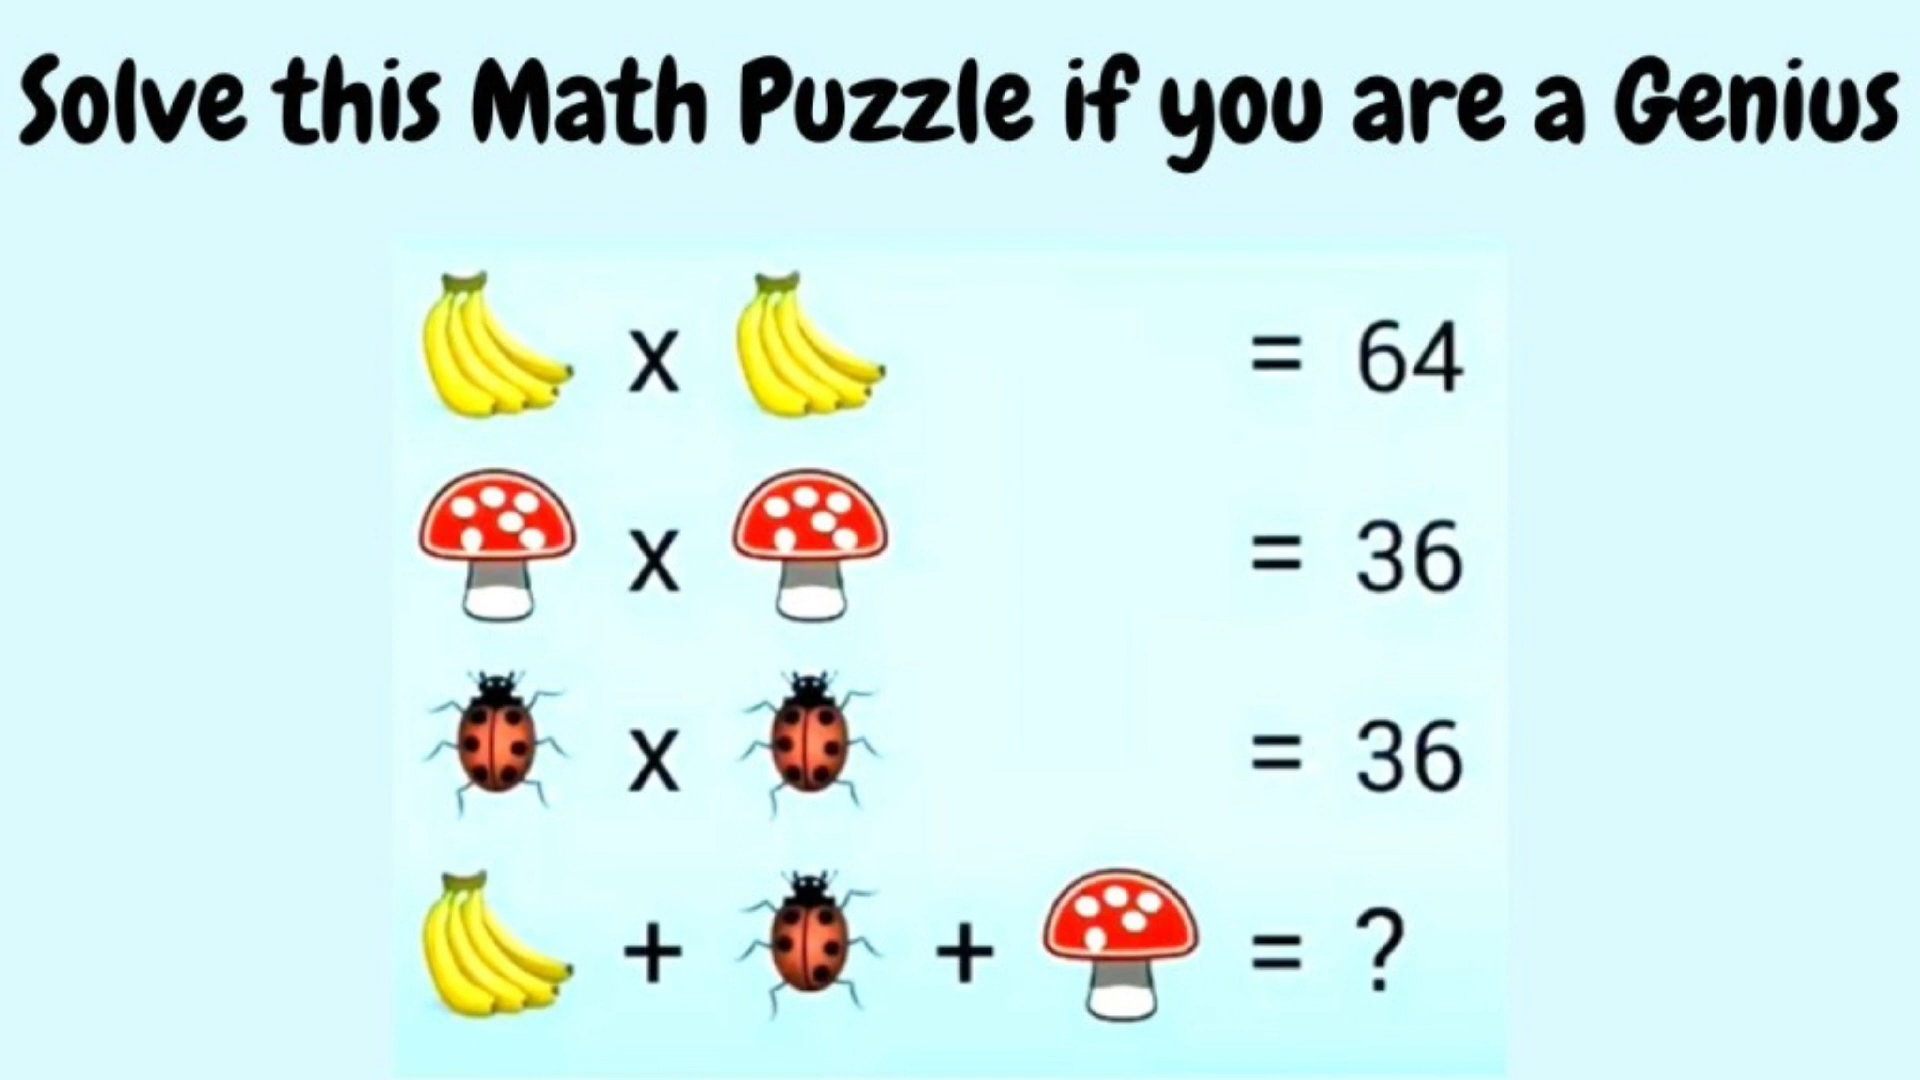 Solve this Math Puzzle if you are a Genius
x = 64
x = 36
x = 36
+ + = ?